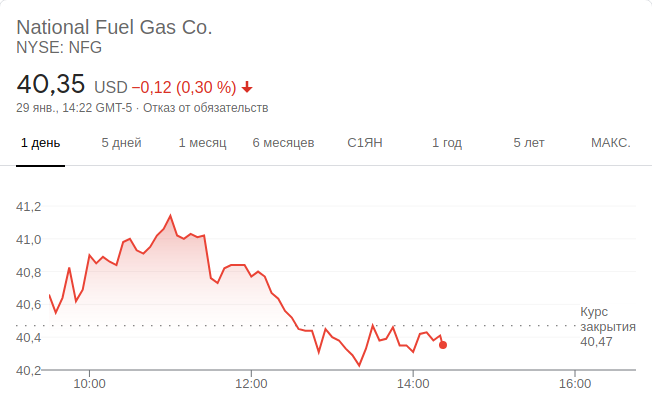 National Fuel Gas Co.
NYSE: NFG
40,35 USD −0,12 (0,30 %)
29 янв., 14:22 GMT-5 · Отказ от обязательств
1 день 5 дней 1 месяц 6 месяцев С1ЯН 1 год 5 лет МАКС.
41,2
41,0
40,8
40,6
40,4
40,2
Курс
закрытия
40,47
10:00 12:00 14:00 16:00